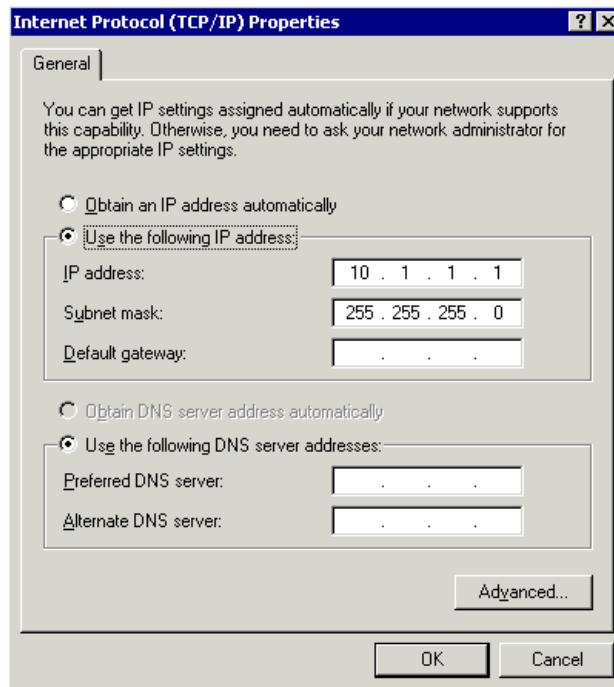 Internet Protocol (TCP/IP) Properties
General
You can get IP settings assigned automatically if your network supports
this capability. Otherwise, you need to ask your network administrator for
the appropriate IP settings.
Obtain an IP address automatically
Use the following IP address:
IP address: 10 . 1 . 1 . 1
Subnet mask: 255 . 255 . 255 . 0
Default gateway: . . .
Obtain DNS server address automatically
Use the following DNS server addresses:
Preferred DNS server: . . .
Alternate DNS server: . . .
Advanced...
OK Cancel